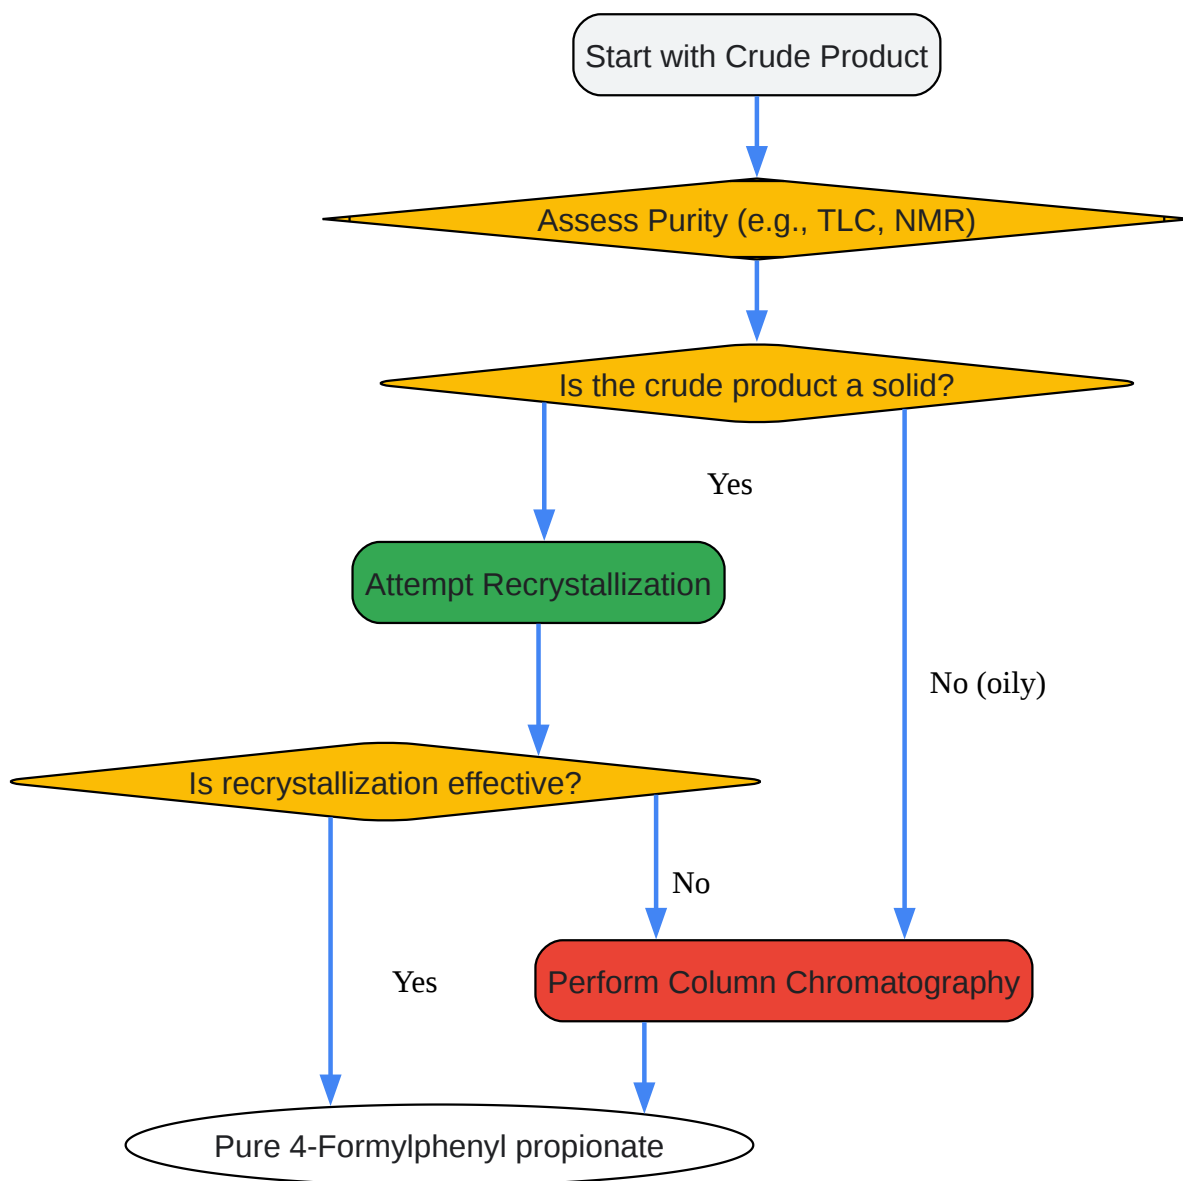 Start with Crude Product
Assess Purity (e.g., TLC, NMR)
Is the crude product a solid?
Yes
Attempt Recrystallization
No (oily)
Is recrystallization effective?
No
Yes
Perform Column Chromatography
Pure 4-Formylphenyl propionate